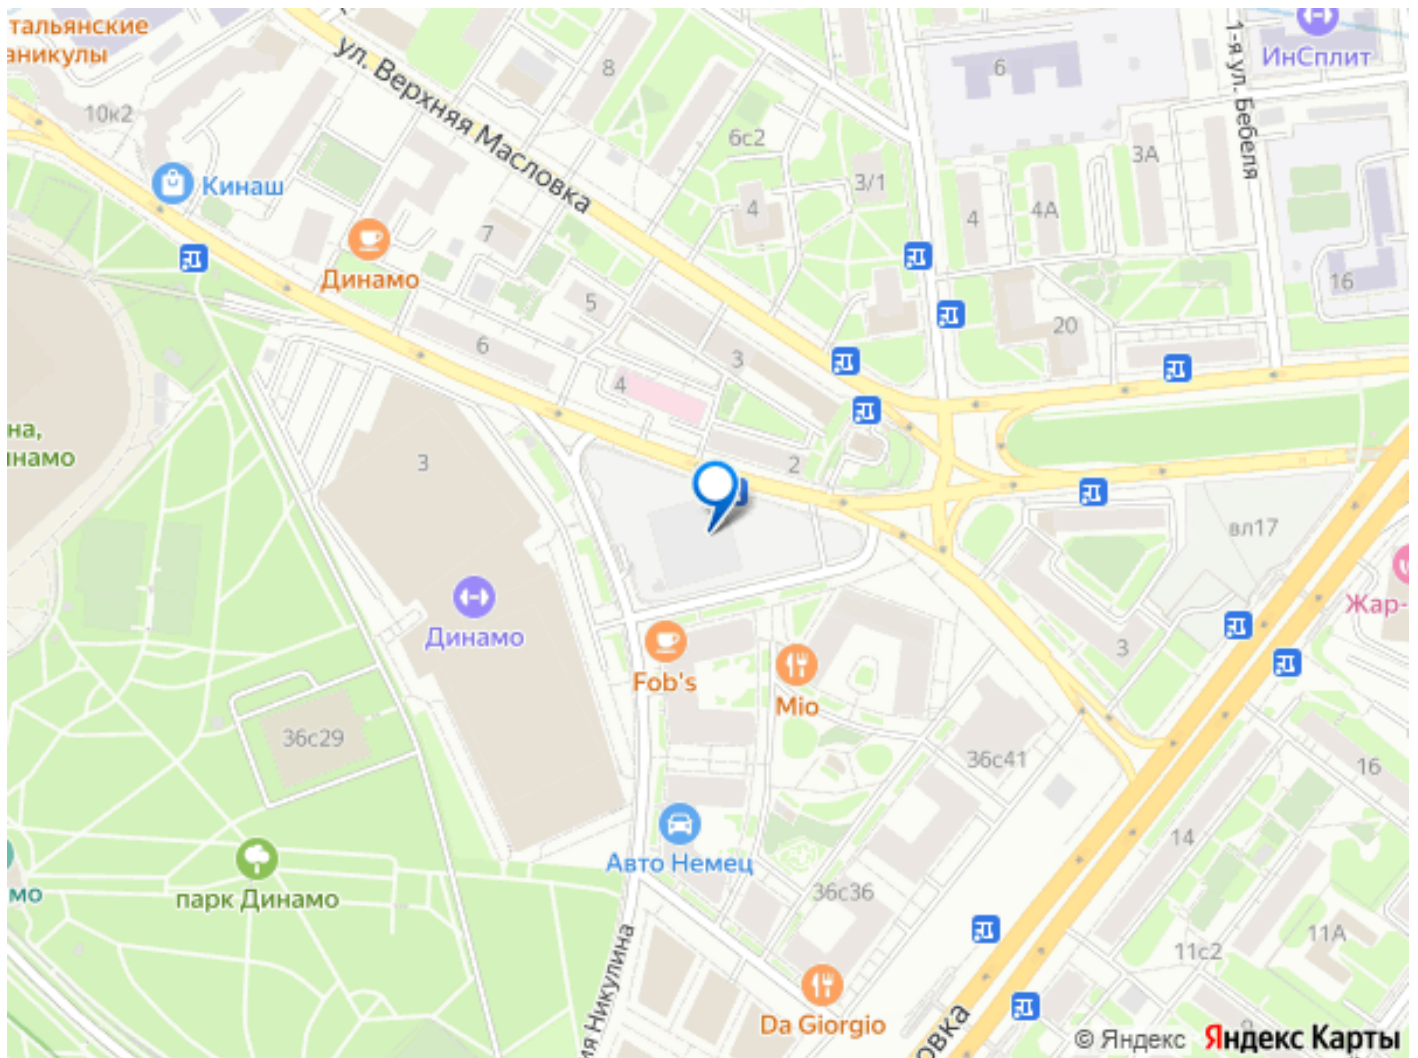 тальянские
аникулы
ул. Верхняя Масловка
8
6
1-я ул. Бебеля
ИнСплит
10к2
6с2
3А
Кинаш
3/1
4
4
4А
7
Динамо
16
5
20
6
3
4
на,
инамо
3
2
вл17
Динамо
Жар-
Fob's
3
Mio
36с29
36с41
16
14
Авто Немец
мо
парк Динамо
36с36
11А
11с2
ия Никулина
Da Giorgio
овка
9
© Яндекс Яндекс Карты